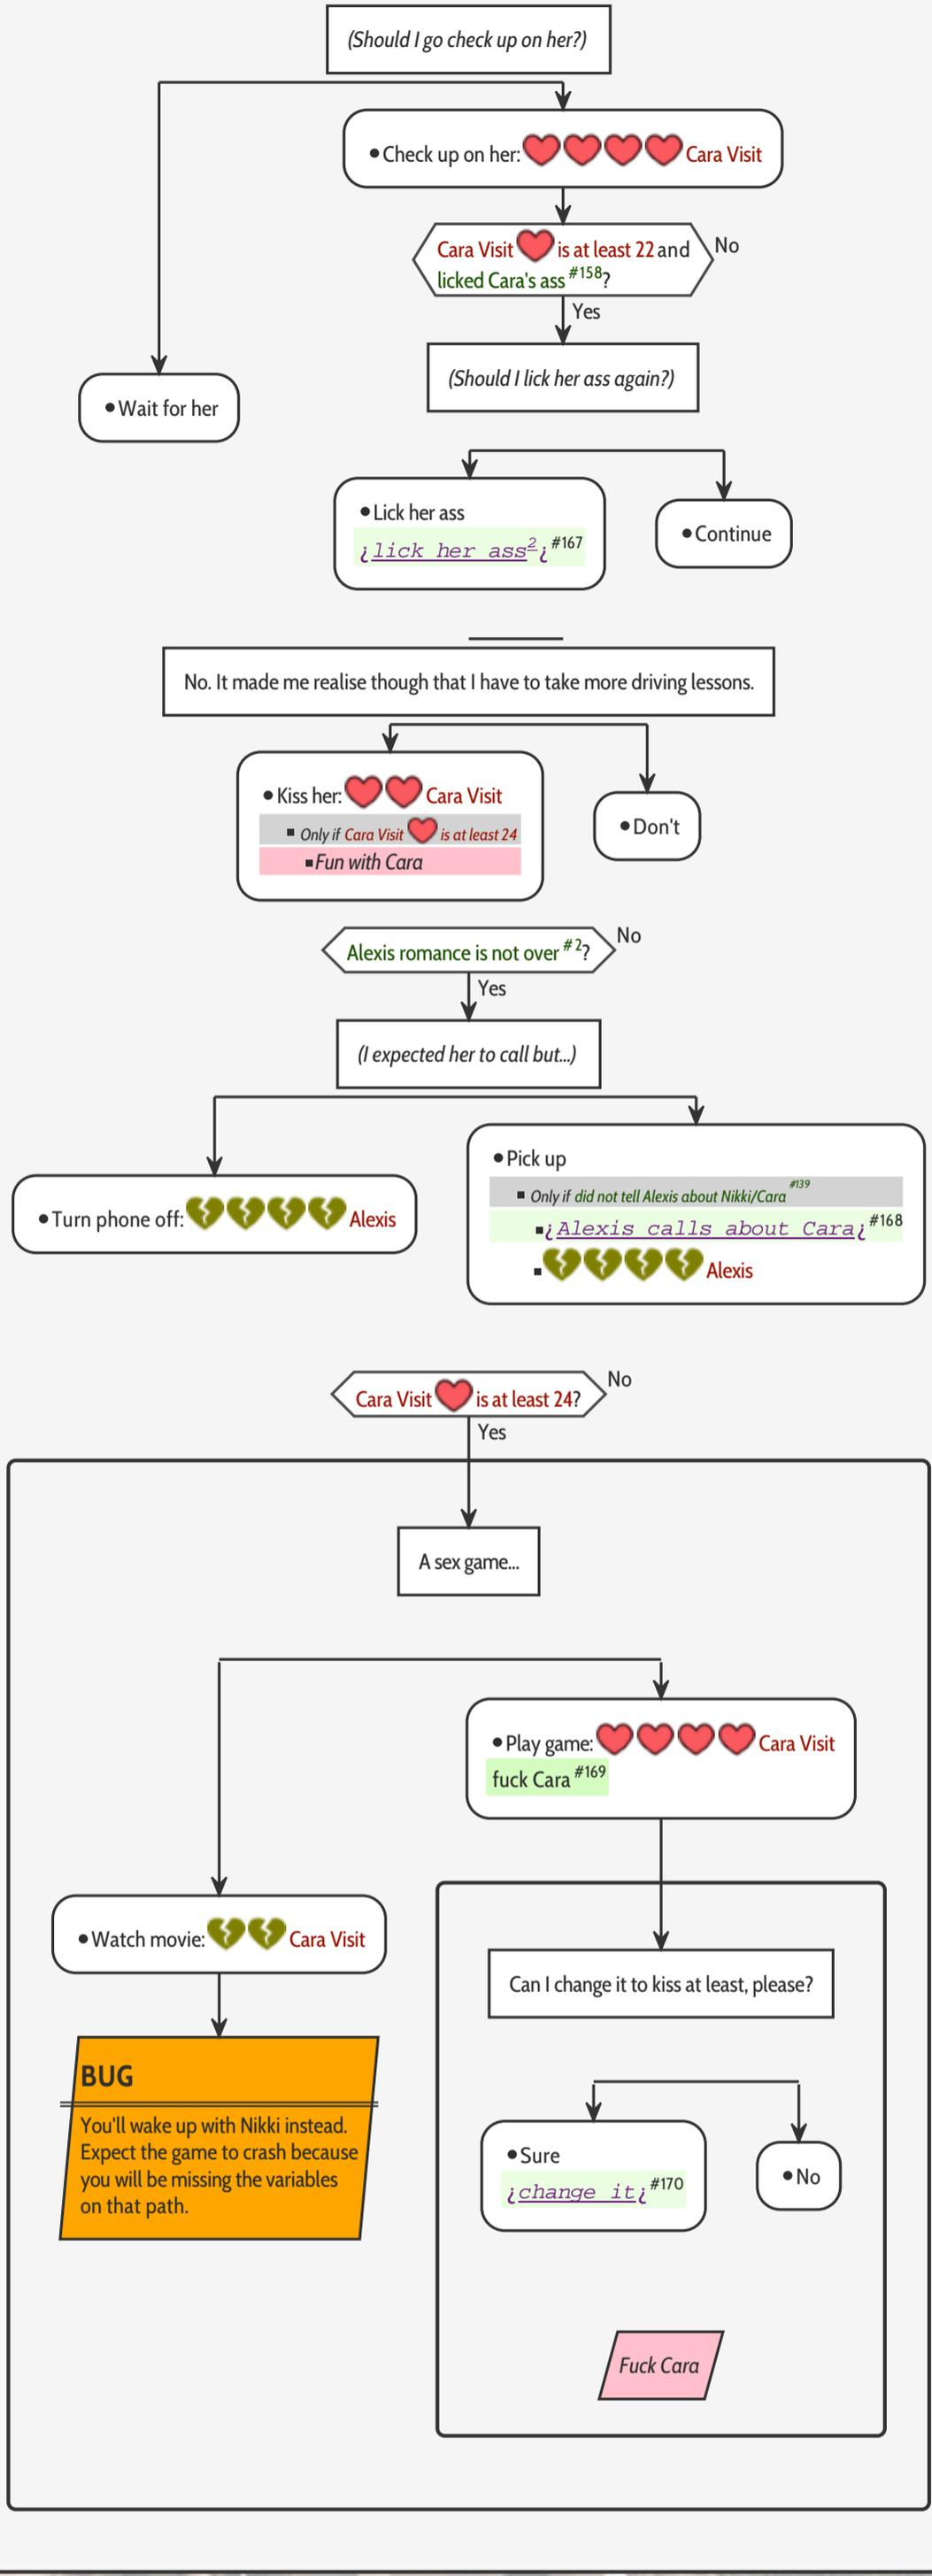 (Should I go check up on her?)
•Check up on her: Cara Visit
Cara Visit is at least 22 and
licked Cara's ass #158?
No
Yes
(Should I lick her ass again?)
•Wait for her
•Lick her ass
¿lick her ass²¿#167
•Continue
No. It made me realise though that I have to take more driving lessons.
•Kiss her: Cara Visit
▪ Only if Cara Visit is at least 24
▪Fun with Cara
•Don't
Alexis romance is not over #2?
No
Yes
(I expected her to call but...)
•Turn phone off: Alexis
•Pick up
▪ Only if did not tell Alexis about Nikki/Cara #139
▪¿Alexis calls about Cara¿#168
▪ Alexis
Cara Visit is at least 24?
No
Yes
A sex game...
•Play game: Cara Visit
fuck Cara #169
•Watch movie: Cara Visit
Can I change it to kiss at least, please?
BUG
You'll wake up with Nikki instead.
Expect the game to crash because
you will be missing the variables
on that path.
•Sure
¿change it¿#170
•No
Fuck Cara